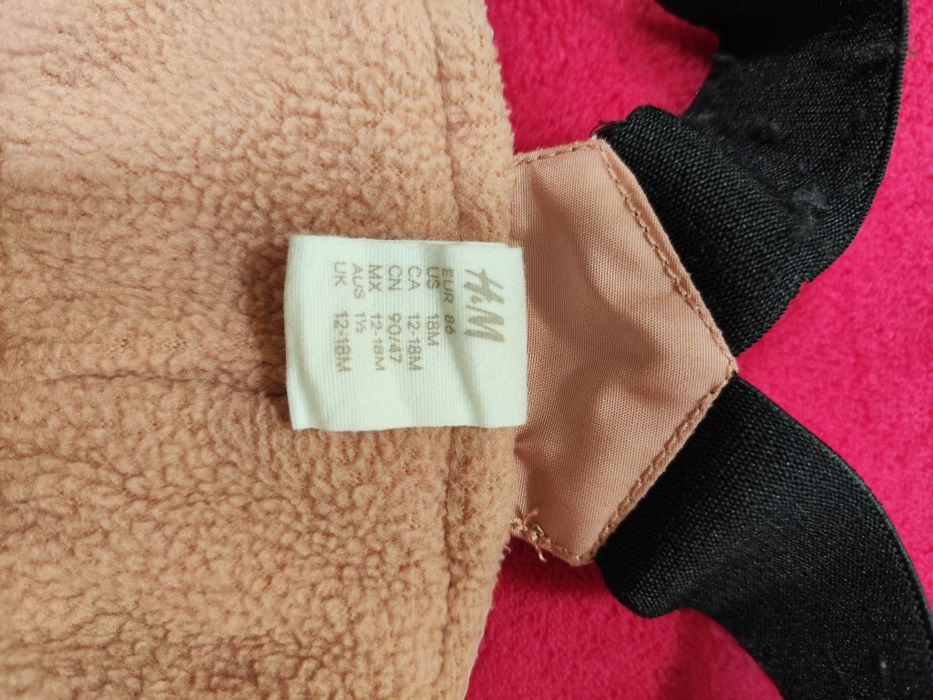 H&M
EUR 86
US 18M
CA 12-18M
CN 90/47
MX 12-18M
AUS 1½
UK 12-18M